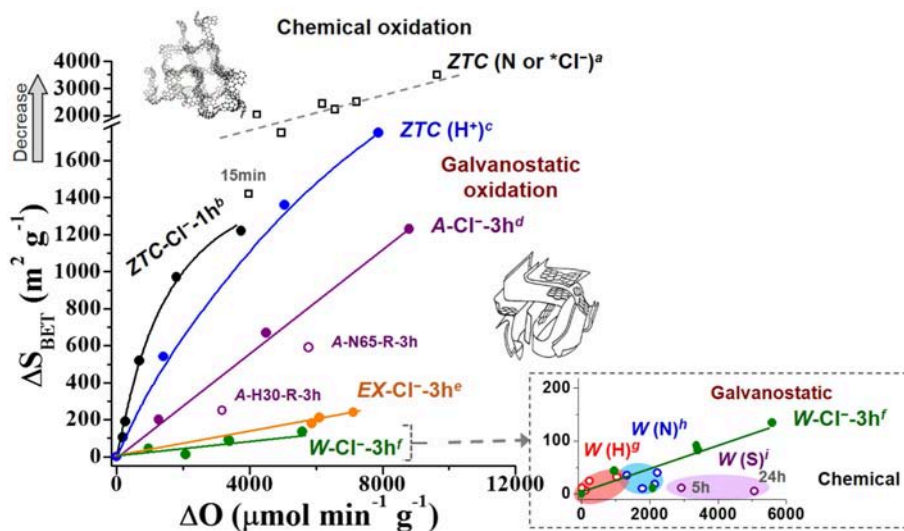 Chemical oxidation
ZTC (N or *Cl⁻)ᵃ
Decrease
4000
3000
2000
ZTC (H⁺)ᶜ
1600
Galvanostatic
oxidation
15min
1400
1200
ZTC-Cl⁻-1hᵇ
A-Cl⁻-3hᵈ
1000
800
600
400
200
0
ΔS_BET (m² g⁻¹)
A-N65-R-3h
A-H30-R-3h
EX-Cl⁻-3hᵉ
W-Cl⁻-3hᶠ
0 4000 8000 12000
ΔO (μmol min⁻¹ g⁻¹)
200
100
0
Galvanostatic
W-Cl⁻-3hᶠ
W (H)ᵍ
W (N)ʰ
W (S)ⁱ
5h
24h
Chemical
0 2000 4000 6000